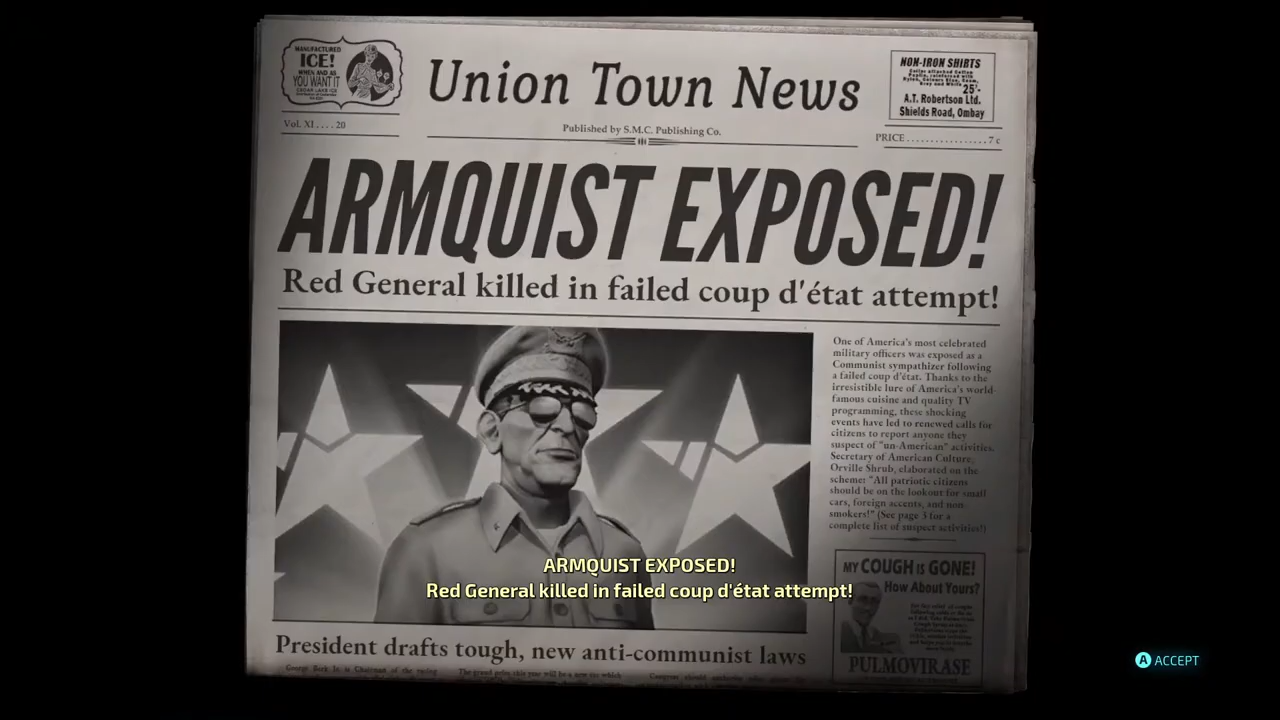 MANUFACTURED
ICE!
WHEN AND AS
YOU WANT IT
CEDAR LAKE ICE
Union Town News
NON-IRON SHIRTS
25'-
A.T. Robertson Ltd.
Shields Road, Ombay
Vol. XI .... 20
Published by S.M.C. Publishing Co.
PRICE.................7 c
ARMQUIST EXPOSED!
Red General killed in failed coup d'état attempt!
One of America's most celebrated
military officers was exposed as a
Communist sympathizer following
a failed coup d'état. Thanks to the
irresistible lure of America's world-
famous cuisine and quality TV
programming, these shocking
events have led to renewed calls for
citizens to report anyone they
suspect of "un-American" activities.
Secretary of American Culture,
Orville Shrub, elaborated on the
scheme: "All patriotic citizens
should be on the lookout for small
cars, foreign accents, and non-
smokers!" (See page 3 for a
complete list of suspect activities!)
ARMQUIST EXPOSED!
Red General killed in failed coup d'état attempt!
MY COUGH IS GONE!
How About Yours?
PULMOVIRASE
President drafts tough, new anti-communist laws
A ACCEPT